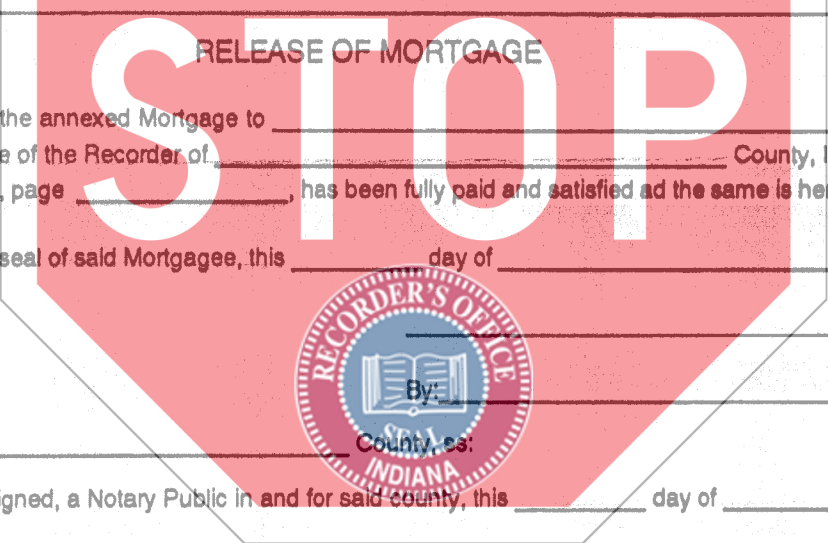 STOP
RELEASE OF MORTGAGE
the annexed Mortgage to
e of the Recorder of County, I
, page , has been fully paid and satisfied ad the same is her
seal of said Mortgagee, this day of
By:
County, ss:
igned, a Notary Public in and for said county, this day of
RECORDER'S OFFICE
SEAL
INDIANA